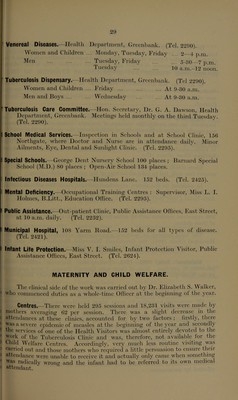 29
Venereal Diseases.—Health Department, Greenbank. (Tel. 2290).
Women and Children .. Monday, Tuesday, Friday .. 2—4 p.m.
Men .. Tuesday, Friday .. 5.30—7 p.m.
Tuesday .. 10 a.m.-12 noon.
Tuberculosis Dispensary.—Health Department, Greenbank. (Tel 2290).
Women and Children .. Friday .. At 9-30 a.m.
Men and Boys .. Wednesday .. At 9-30 a.m.
Tuberculosis Care Committee.—Hon. Secretary, Dr. G. A. Dawson, Health
Department, Greenbank. Meetings held monthly on the third Tuesday.
(Tel. 2290).
School Medical Services.—Inspection in Schools and at School Clinic, 156
Northgate, where Doctor and Nurse are in attendance daily. Minor
Ailments, Eye, Dental and Sunlight Clinic. (Tel. 2293).
Special Schools.—George Dent Nursery School 100 places; Barnard Special
School (M.D.) 80 places; Open-Air School 134 places.
Infectious Diseases Hospitals.—Hundens Lane. 132 beds. (Tel. 2425).
Mental Deficiency.—Occupational Training Centres: Supervisor, Miss L. I.
Holmes, B.Litt., Education Office. (Tel. 2295).
Public Assistance.—Out-patient Clinic, Public Assistance Offices, East Street,
at 10 a.m. daily. (Tel. 2232).
Municipal Hospital, 108 Yarm Road.—152 beds for all types of disease.
(Tel. 2421).
Infant Life Protection.—Miss V. I. Smiles, Infant Protection Visitor, Public
Assistance Offices, East Street. (Tel. 2624).
MATERNITY AND CHILD WELFARE.
The clinical side of the work was carried out by Dr. Elizabeth S. Walker,
who commenced duties as a whole-time Officer at the beginning of the year.
Centres.—There were held 295 sessions and 18,234 visits were made by
mothers averaging 62 per session. There was a slight decrease in the
attendances at these clinics, accounted for by two factors; firstly, there
was a severe epidemic of measles at the beginning of the year and secondly
the services of one of the Health Visitors was almost entirely devoted to the
work of the Tuberculosis Clinic and was, therefore, not available for the
Child Welfare Centres. Accordingly, very much less routine visiting was
carried out and those mothers who required a little persuasion to ensure their
attendance were unable to receive it and actually only came when something
was radically wrong and the infant had to be referred to its own medical
attendant.